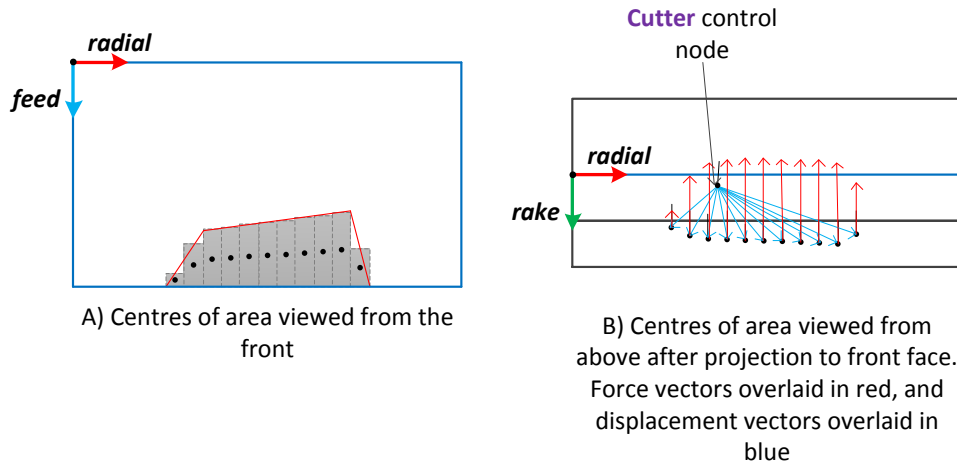 radial
feed
A) Centres of area viewed from the
front
Cutter control
node
radial
rake
B) Centres of area viewed from
above after projection to front face.
Force vectors overlaid in red, and
displacement vectors overlaid in
blue